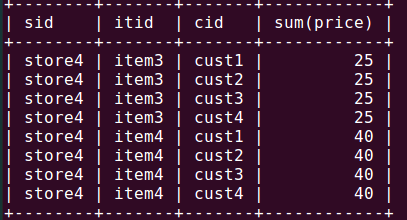 +--------+-------+-------+------------+
| sid    | itid  | cid   | sum(price) |
+--------+-------+-------+------------+
| store4 | item3 | cust1 |         25 |
| store4 | item3 | cust2 |         25 |
| store4 | item3 | cust3 |         25 |
| store4 | item3 | cust4 |         25 |
| store4 | item4 | cust1 |         40 |
| store4 | item4 | cust2 |         40 |
| store4 | item4 | cust3 |         40 |
| store4 | item4 | cust4 |         40 |
+--------+-------+-------+------------+